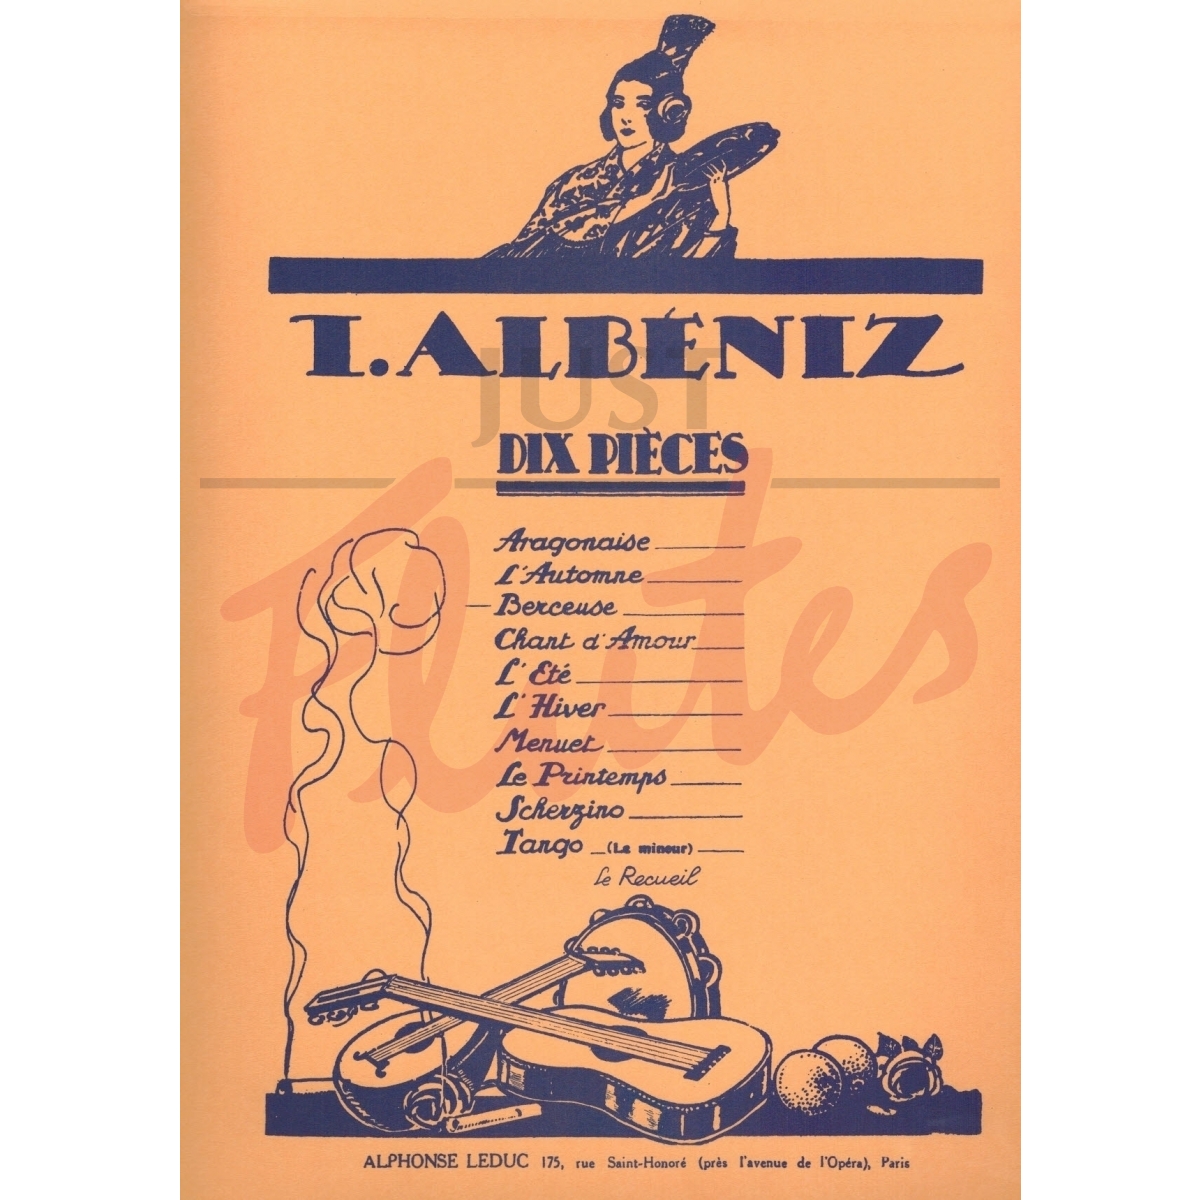 I. ALBÉNIZ
JUST
DIX PIÈCES
Flutes
Aragonaise
L'Automne
Berceuse
Chant d'Amour
L'Eté
L'Hiver
Menuet
Le Printemps
Scherzino
Tango (La mineur)
Le Recueil
ALPHONSE LEDUC 175, rue Saint-Honoré (près l'avenue de l'Opéra), Paris